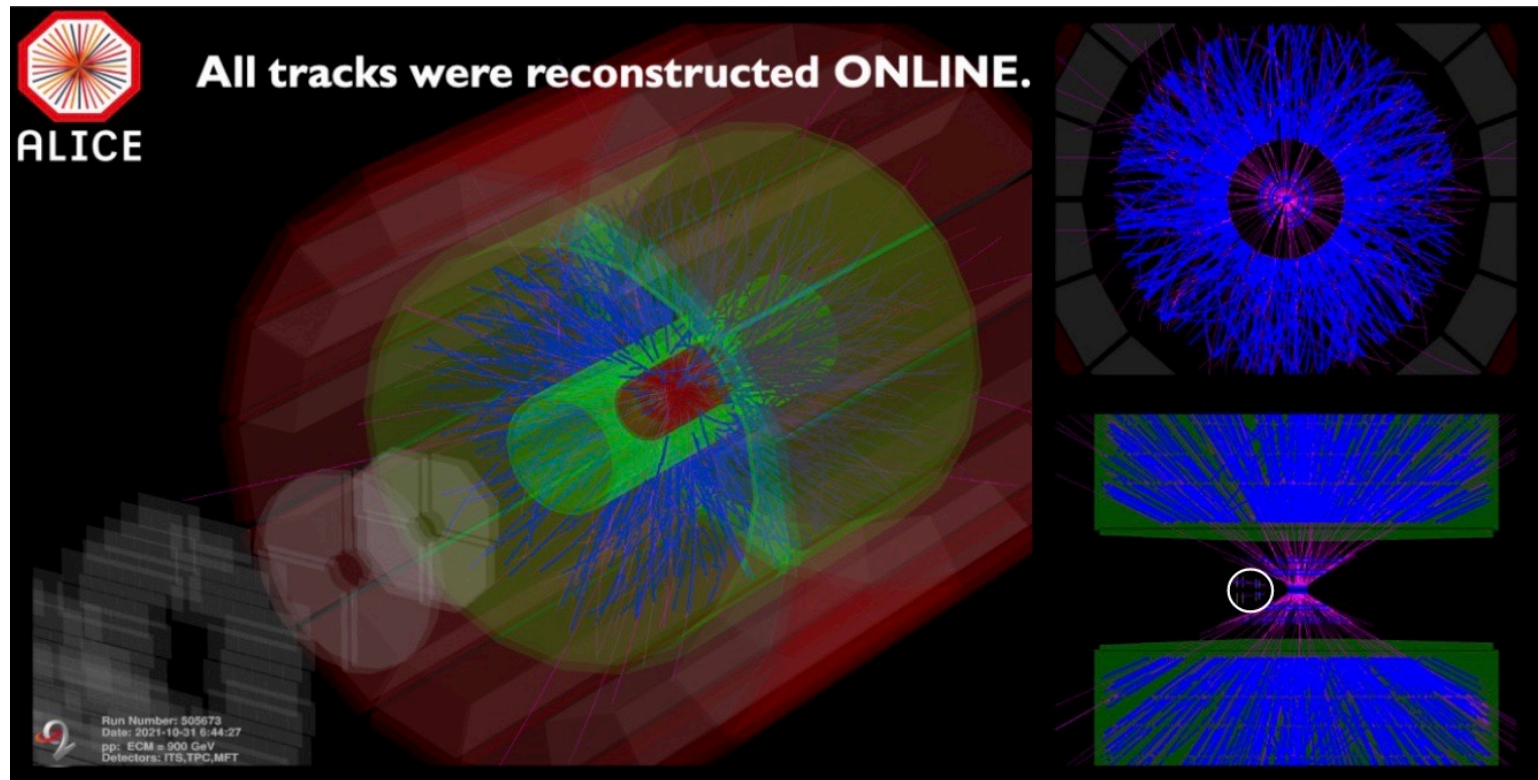 ALICE
All tracks were reconstructed ONLINE.
Run Number: 505673
Date: 2021-10-31 6:44:27
pp: ECM = 900 GeV
Detectors: ITS,TPC,MFT